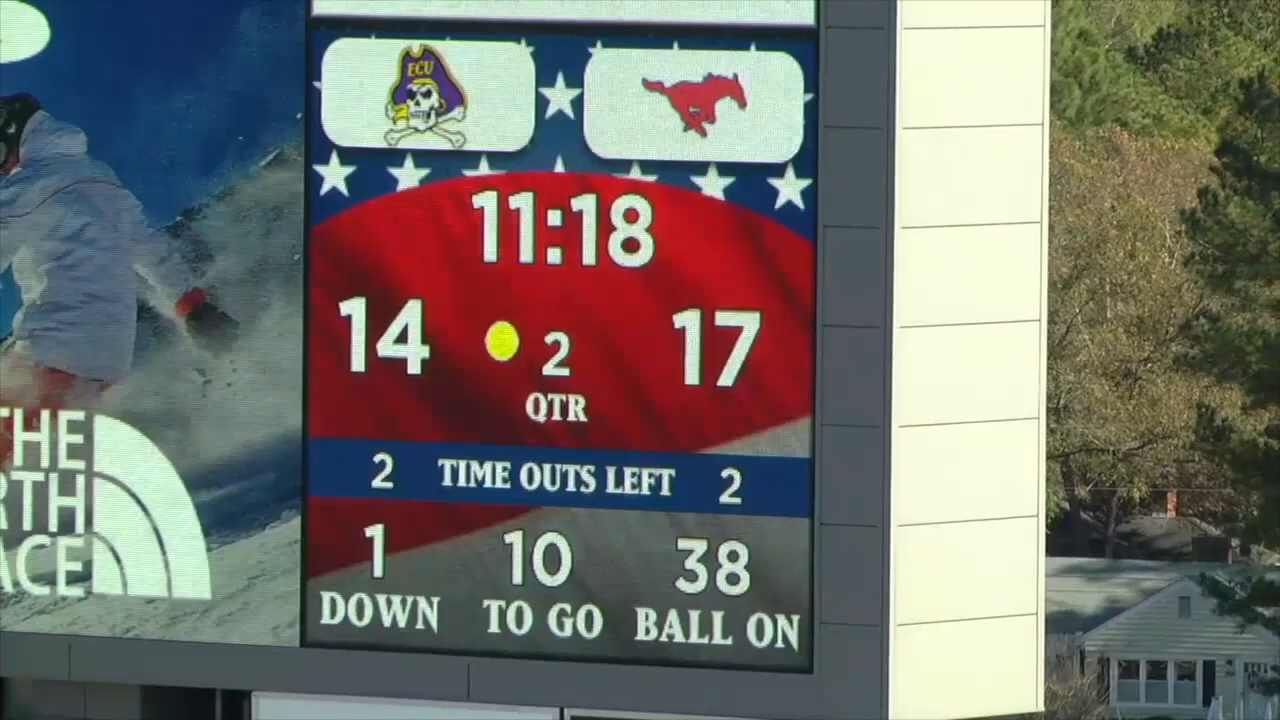 ECU
11:18
14 2 17
QTR
2 TIME OUTS LEFT 2
1 10 38
DOWN TO GO BALL ON
THE
RTH
ACE